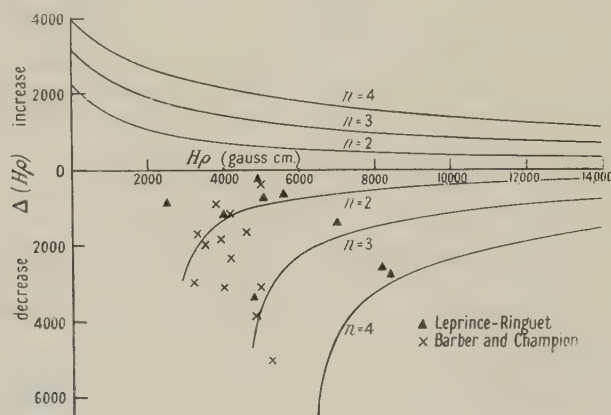 4000
increase
2000
n = 4
n = 3
n = 2
Hρ (gauss cm.)
0
2000
4000
6000
8000
10000
12000
14000
Δ (Hρ)
n = 2
2000
n = 3
decrease
4000
n = 4
▲ Leprince-Ringuet
× Barber and Champion
6000